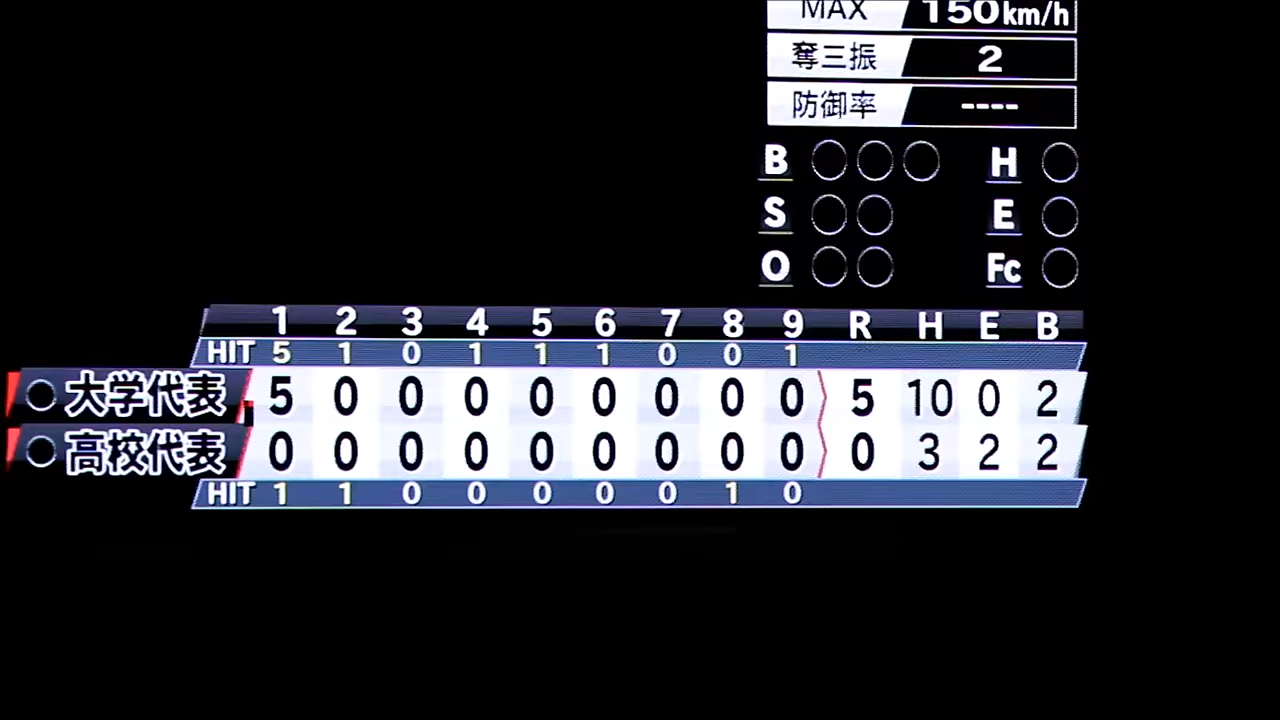 MAX 150km/h
奪三振 2
防御率 ----
B H
S E
O Fc
1 2 3 4 5 6 7 8 9 R H E B
HIT 5 1 0 1 1 1 0 0 1
大学代表 5 0 0 0 0 0 0 0 0 5 10 0 2
高校代表 0 0 0 0 0 0 0 0 0 0 3 2 2
HIT 1 1 0 0 0 0 0 1 0